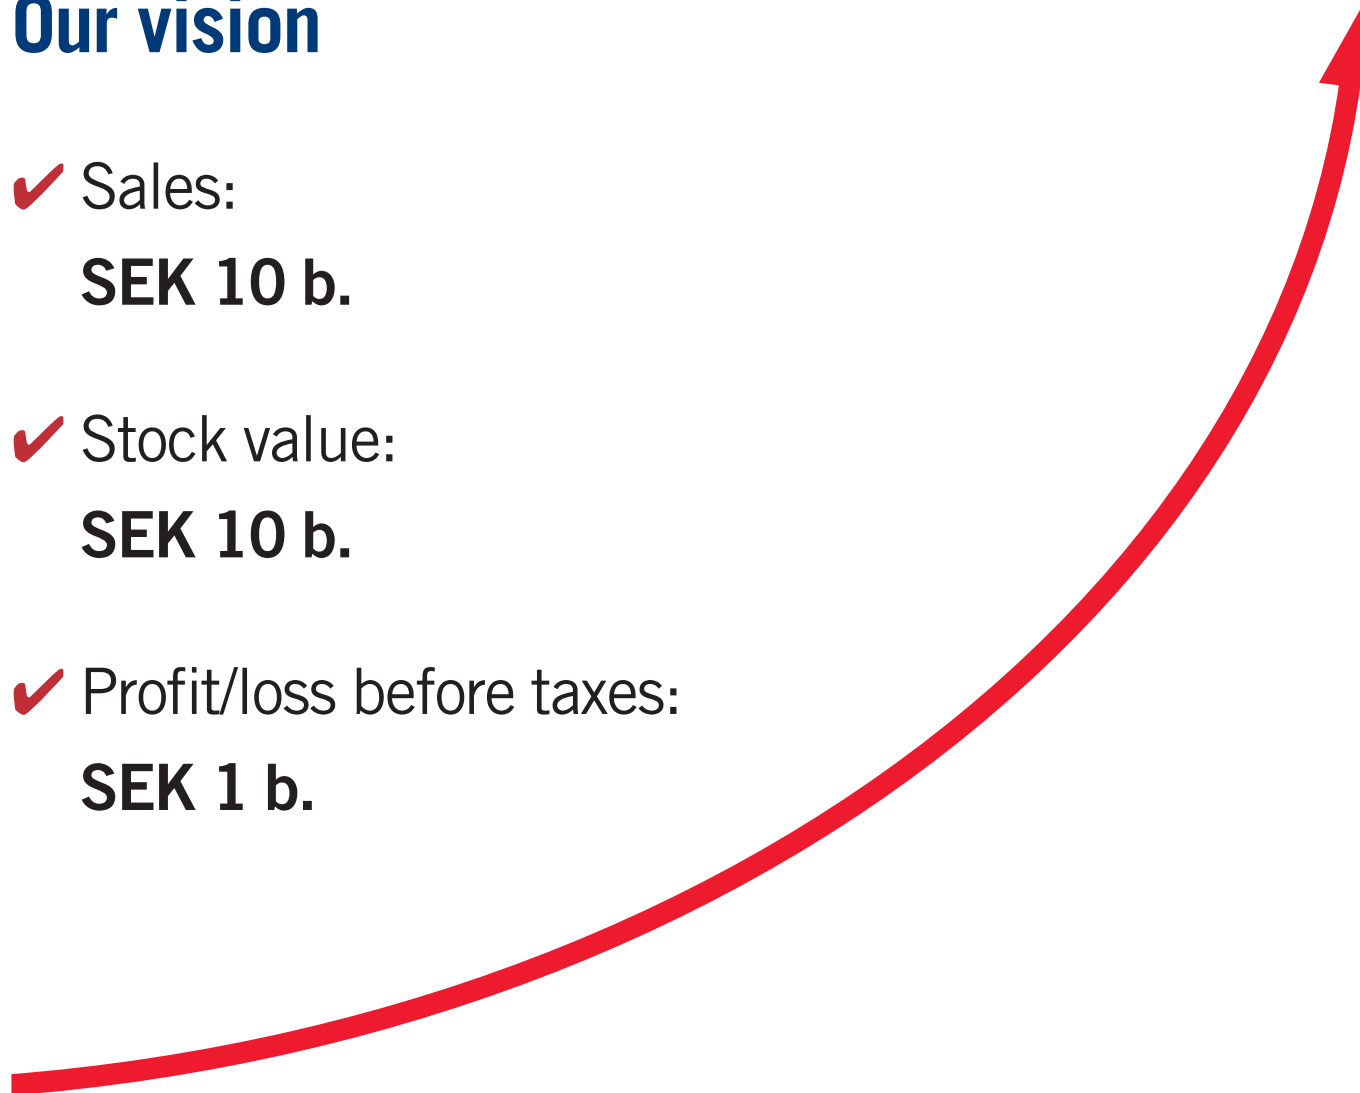 Our vision
✔ Sales:
SEK 10 b.
✔ Stock value:
SEK 10 b.
✔ Profit/loss before taxes:
SEK 1 b.